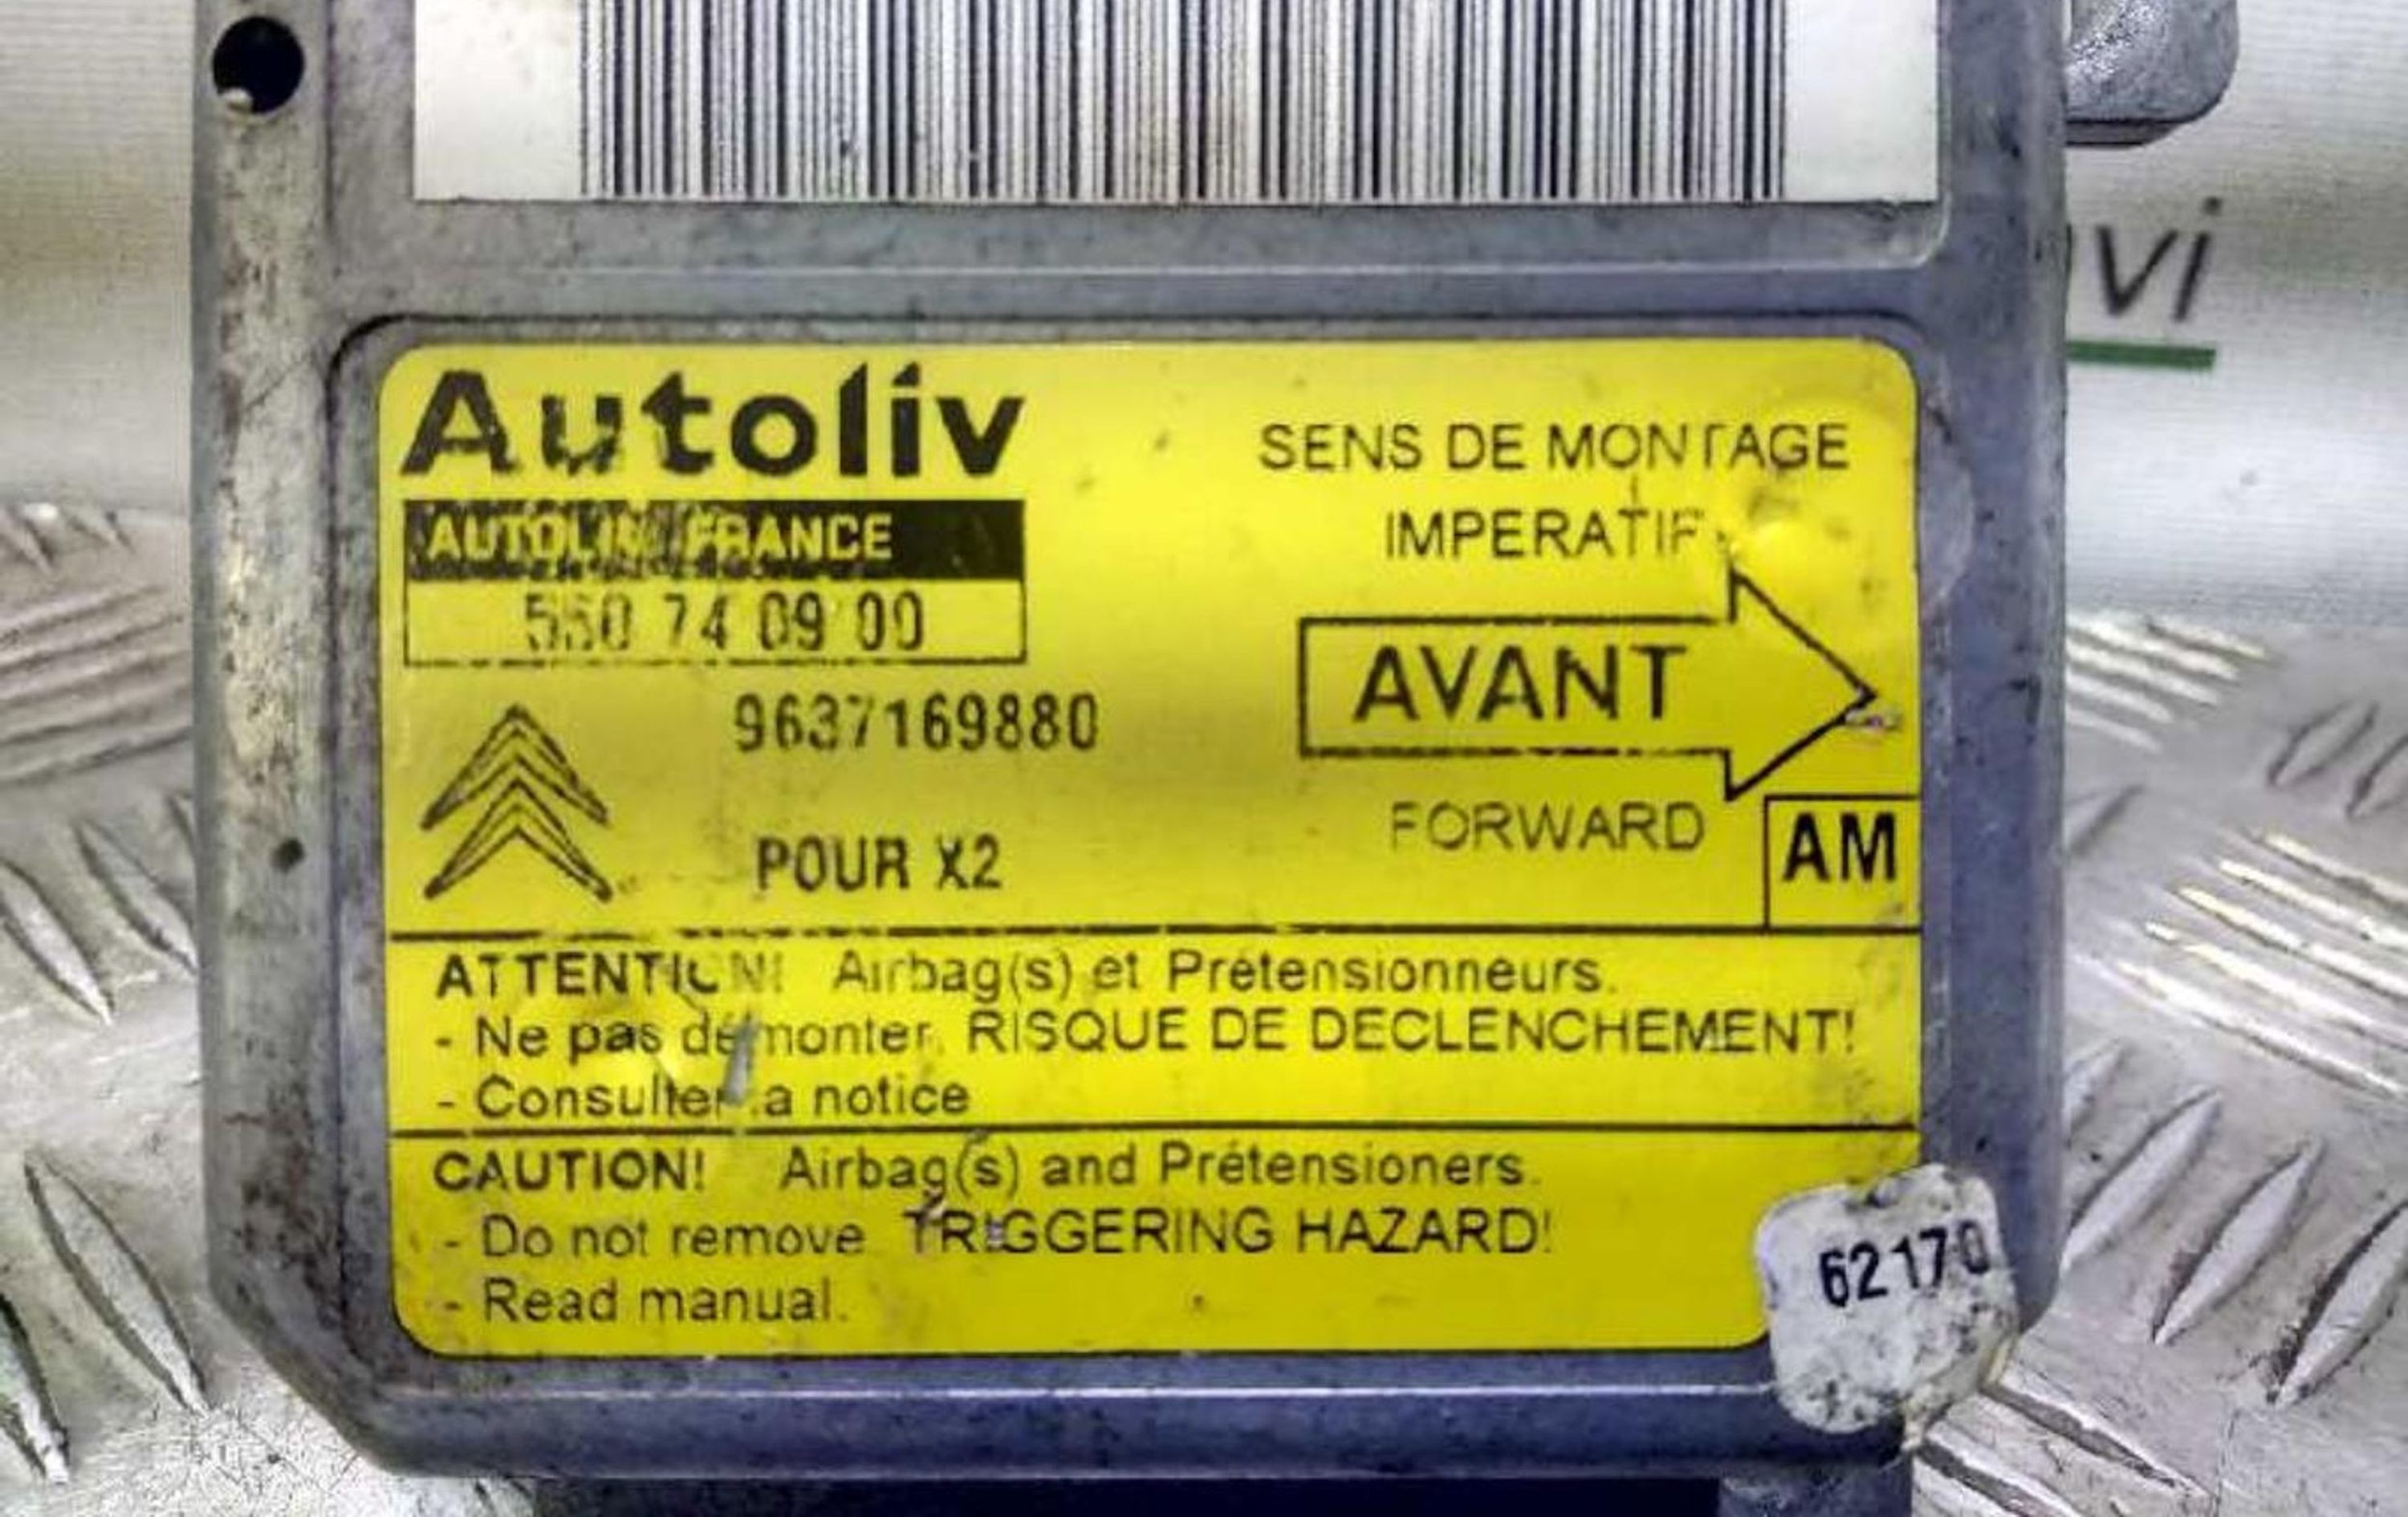 vi
Autoliv
SENS DE MONTAGE
IMPERATIF
AUTOLIV FRANCE
550 74 09 00
AVANT
9637169880
FORWARD
POUR X2
AM
ATTENTION! Airbag(s) et Prétensionneurs.
- Ne pas démonter. RISQUE DE DECLENCHEMENT!
- Consulter la notice
CAUTION! Airbag(s) and Prétensioners.
- Do not remove TRIGGERING HAZARD!
- Read manual.
62170